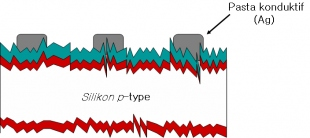 Pasta konduktif
(Ag)
Silikon p-type